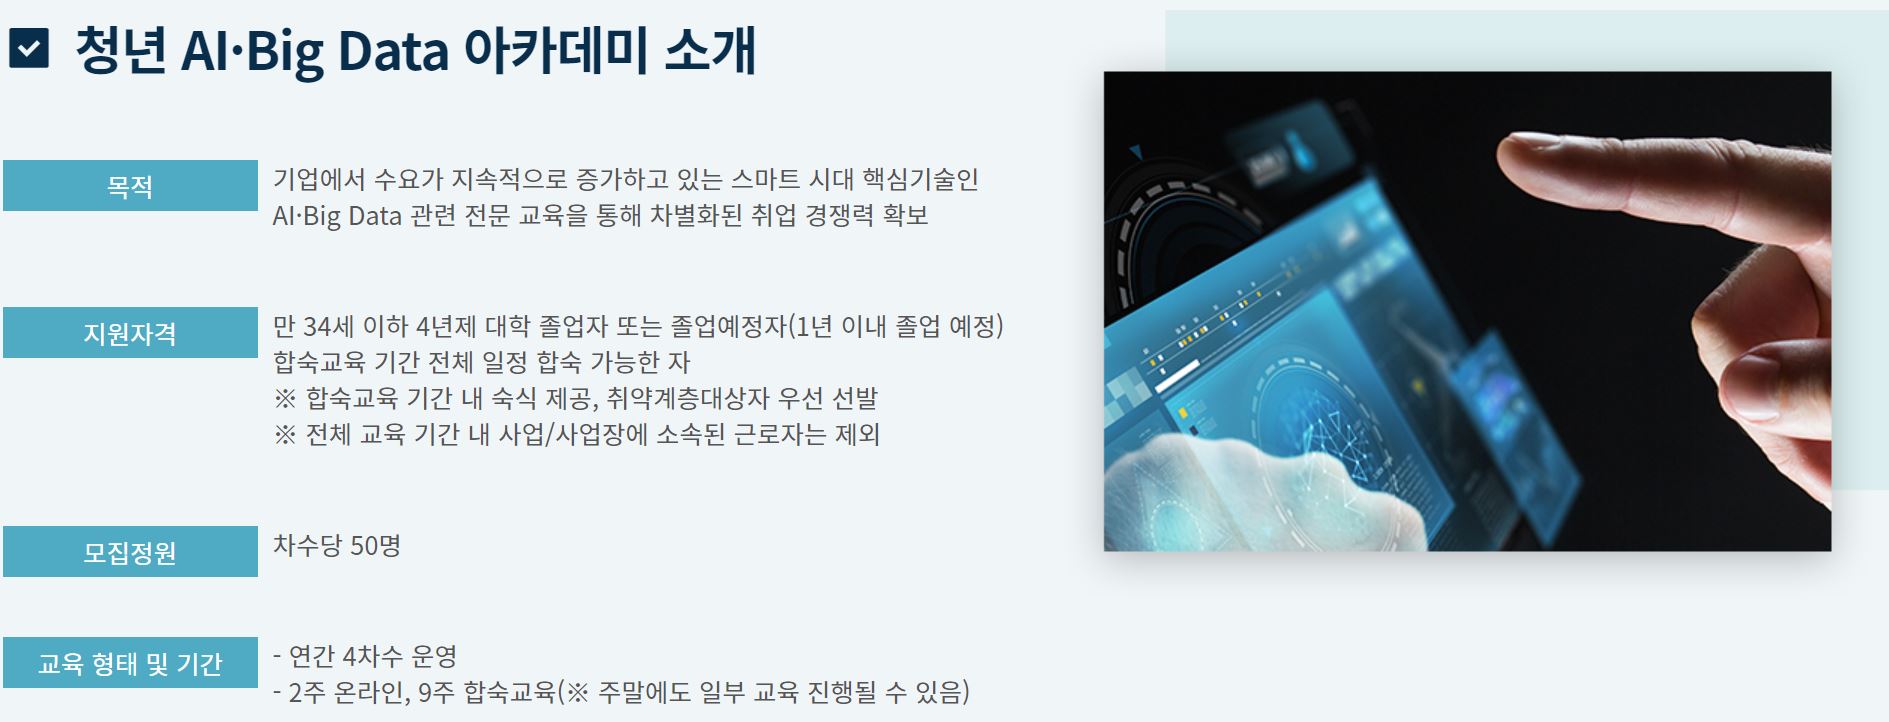 청년 AI·Big Data 아카데미 소개
목적
기업에서 수요가 지속적으로 증가하고 있는 스마트 시대 핵심기술인
AI·Big Data 관련 전문 교육을 통해 차별화된 취업 경쟁력 확보
지원자격
만 34세 이하 4년제 대학 졸업자 또는 졸업예정자(1년 이내 졸업 예정)
합숙교육 기간 전체 일정 합숙 가능한 자
※ 합숙교육 기간 내 숙식 제공, 취약계층대상자 우선 선발
※ 전체 교육 기간 내 사업/사업장에 소속된 근로자는 제외
모집정원
차수당 50명
교육 형태 및 기간
- 연간 4차수 운영
- 2주 온라인, 9주 합숙교육(※ 주말에도 일부 교육 진행될 수 있음)